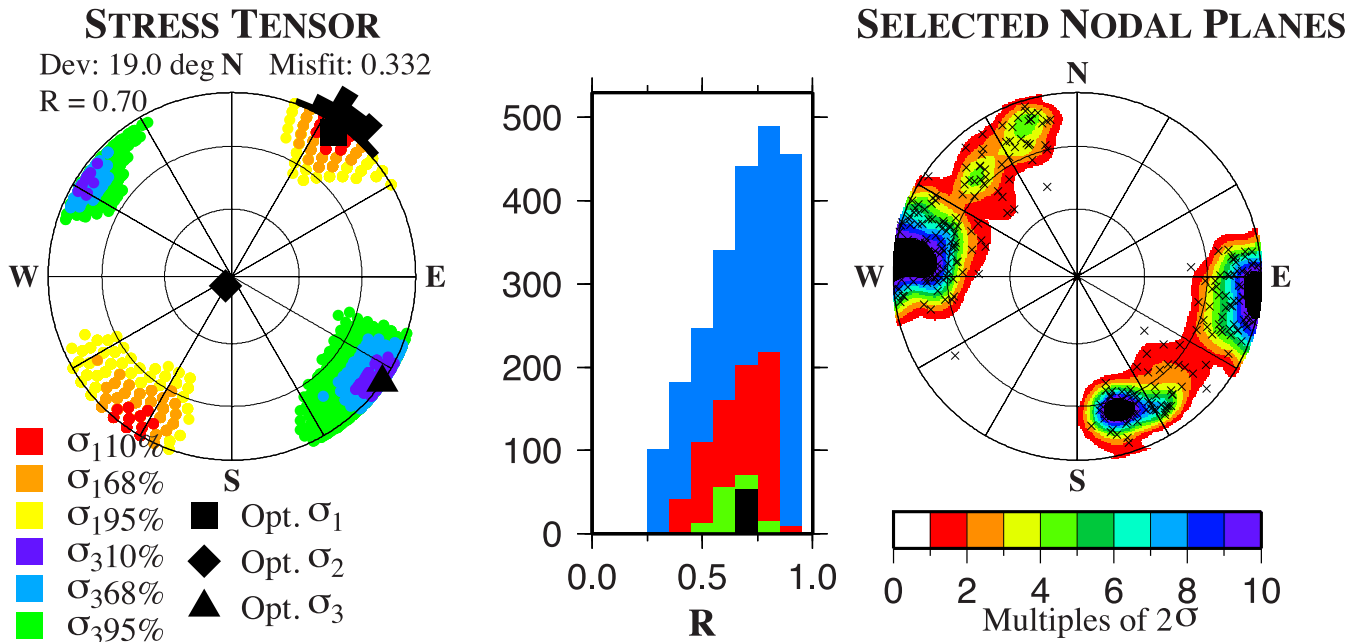 STRESS TENSOR
Dev: 19.0 deg N Misfit: 0.332
R = 0.70
W
E
S
σ110%
σ168%
σ195%
σ310%
σ368%
σ395%
Opt. σ1
Opt. σ2
Opt. σ3
500
400
300
200
100
0
0.0 0.5 1.0
R
SELECTED NODAL PLANES
N
W
E
S
0 2 4 6 8 10
Multiples of 2σ